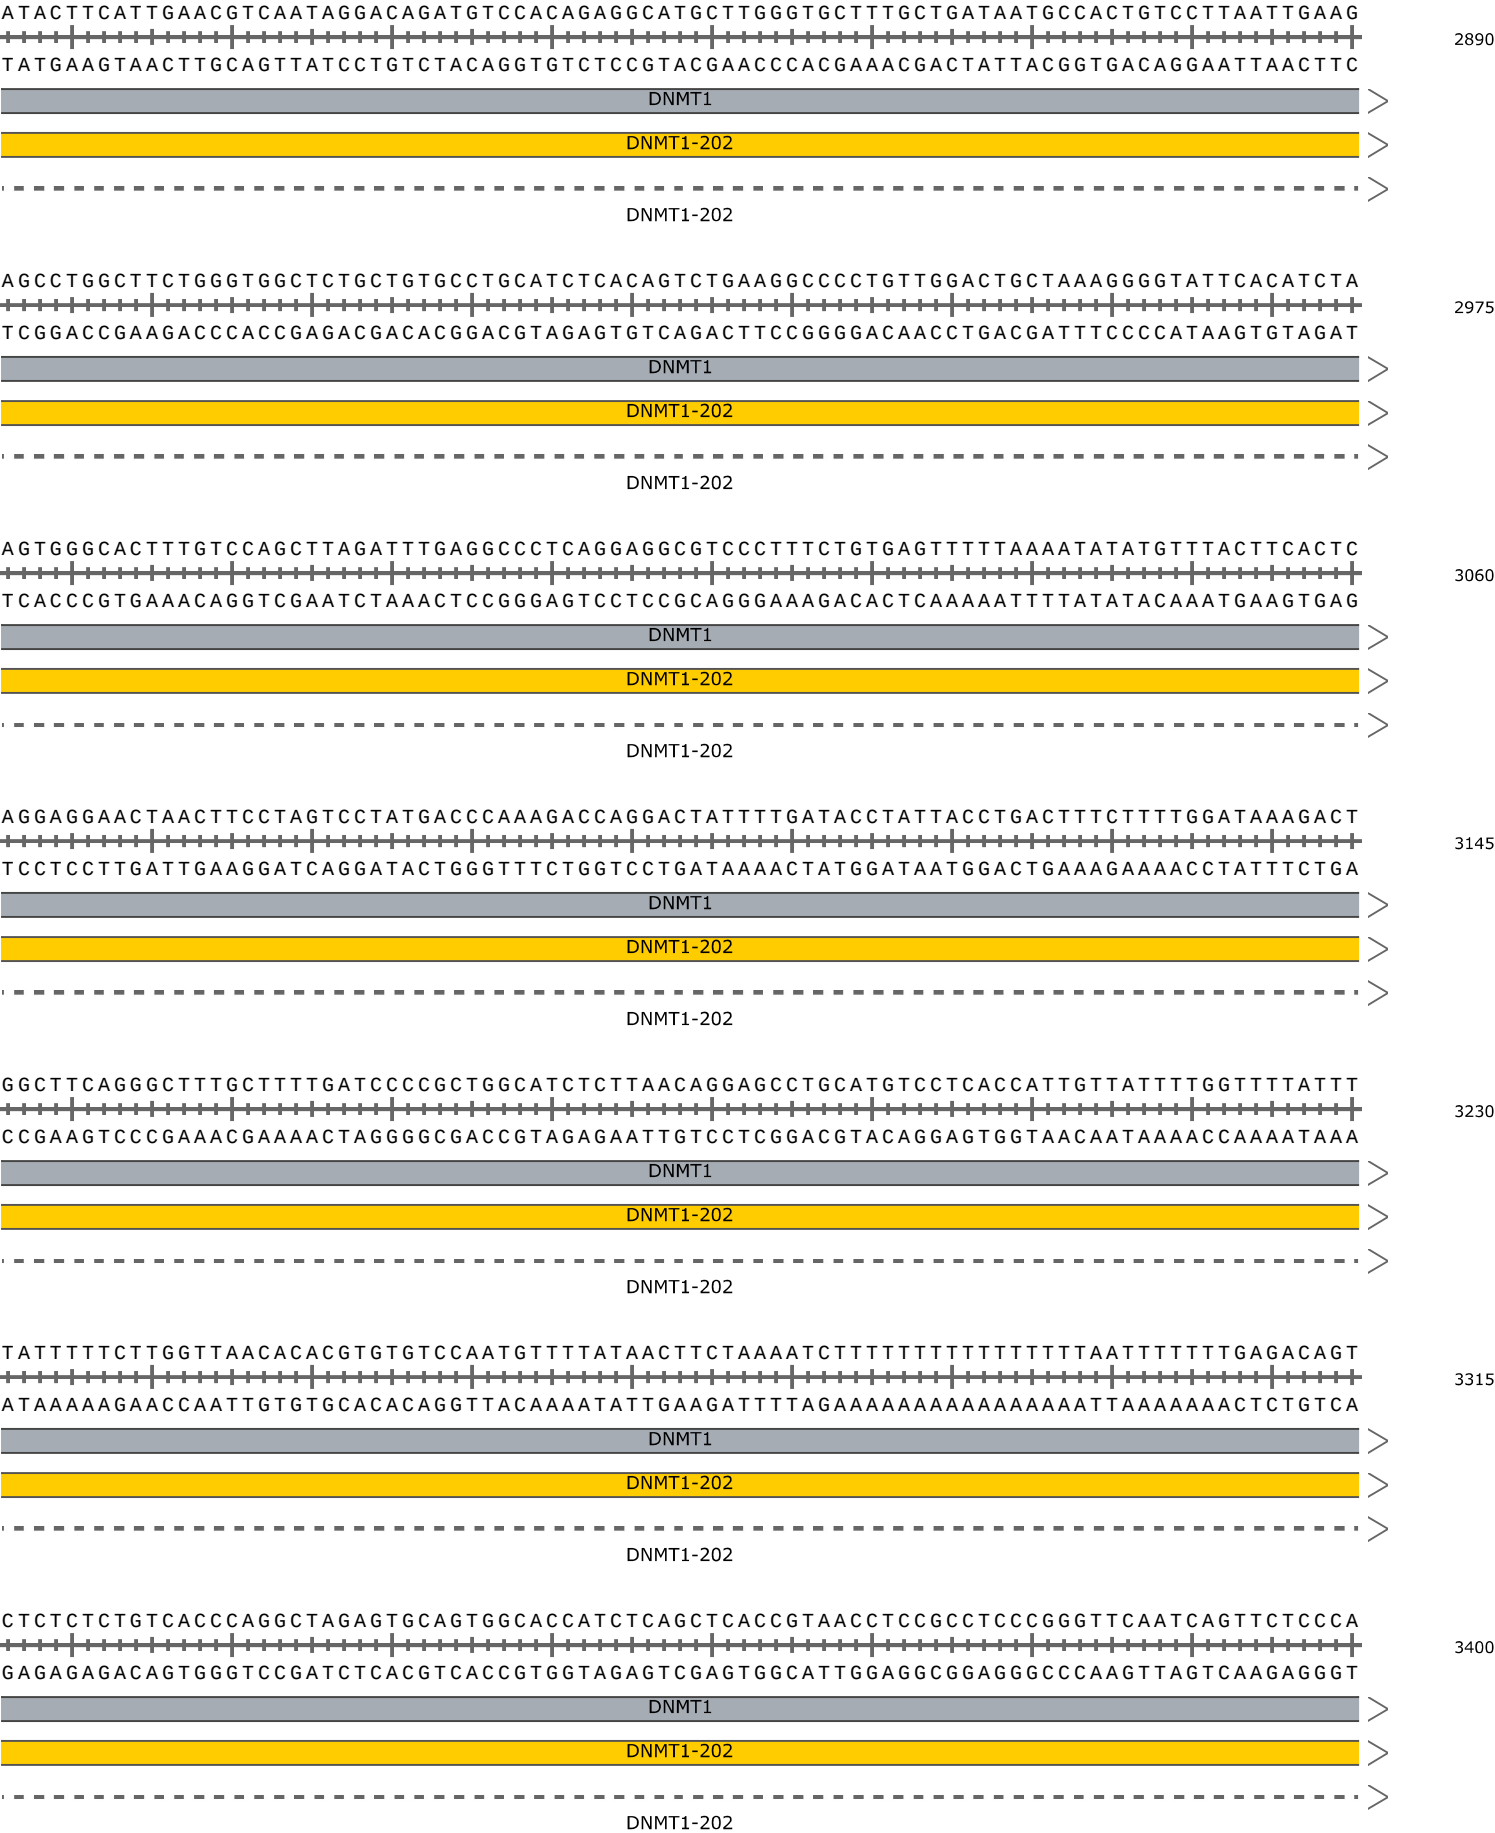 ATACTTCATTGAACGTCAATAGGACAGATGTCCACAGAGGCATGCTTGGGTGCTTTGCTGATAATGCCACTGTCCTTAATTGAAG
2890
TATGAAGTAACTTGCAGTTATCCTGTCTACAGGTGTCTCCGTACGAACCCACGAAACGACTATTACGGTGACAGGAATTAACTTC
DNMT1
DNMT1-202
DNMT1-202
AGCCTGGCTTCTGGGTGGCTCTGCTGTGCCTGCATCTCACAGTCTGAAGGCCCCTGTTGGACTGCTAAAGGGGTATTCACATCTA
2975
TCGGACCGAAGACCCACCGAGACGACACGGACGTAGAGTGTCAGACTTCCGGGGACAACCTGACGATTTCCCCATAAGTGTAGAT
DNMT1
DNMT1-202
DNMT1-202
AGTGGGCACTTTGTCCAGCTTAGATTTGAGGCCCTCAGGAGGCGTCCCTTTCTGTGAGTTTTTAAAATATATGTTTACTTCACTC
3060
TCACCCGTGAAACAGGTCGAATCTAAACTCCGGGAGTCCTCCGCAGGGAAAGACACTCAAAAATTTTATATACAAATGAAGTGAG
DNMT1
DNMT1-202
DNMT1-202
AGGAGGAACTAACTTCCTAGTCCTATGACCCAAAGACCAGGACTATTTTGATACCTATTACCTGACTTTCTTTTGGATAAAGACT
3145
TCCTCCTTGATTGAAGGATCAGGATACTGGGTTTCTGGTCCTGATAAAACTATGGATAATGGACTGAAAGAAAACCTATTTCTGA
DNMT1
DNMT1-202
DNMT1-202
GGCTTCAGGGCTTTGCTTTTGATCCCCGCTGGCATCTCTTAACAGGAGCCTGCATGTCCTCACCATTGTTATTTTGGTTTTATTT
3230
CCGAAGTCCCGAAACGAAAACTAGGGGCGACCGTAGAGAATTGTCCTCGGACGTACAGGAGTGGTAACAATAAAACCAAAATAAA
DNMT1
DNMT1-202
DNMT1-202
TATTTTTCTTGGTTAACACACGTGTGTCCAATGTTTTATAACTTCTAAAATCTTTTTTTTTTTTTTTTTAATTTTTTTGAGACAGT
3315
ATAAAAAGAACCAATTGTGTGCACACAGGTTACAAAATATTGAAGATTTTAGAAAAAAAAAAAAAAAAATTAAAAAAACTCTGTCA
DNMT1
DNMT1-202
DNMT1-202
CTCTCTCTGTCACCCAGGCTAGAGTGCAGTGGCACCATCTCAGCTCACCGTAACCTCCGCCTCCCGGGTTCAATCAGTTCTCCCA
3400
GAGAGAGACAGTGGGTCCGATCTCACGTCACCGTGGTAGAGTCGAGTGGCATTGGAGGCGGAGGGCCCAAGTTAGTCAAGAGGGT
DNMT1
DNMT1-202
DNMT1-202